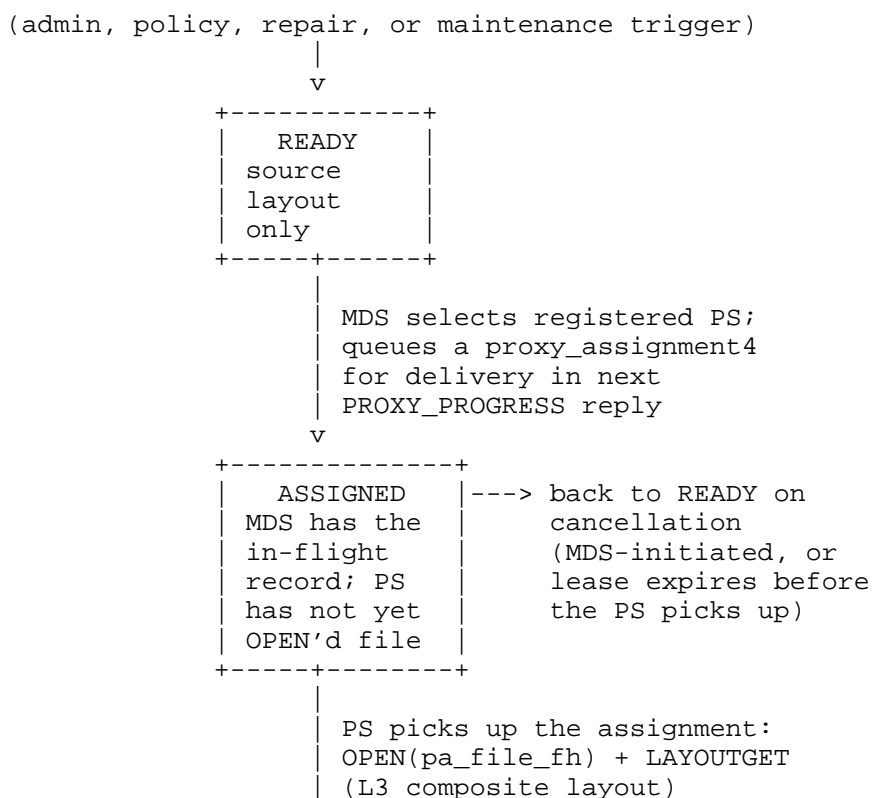 (admin, policy, repair, or maintenance trigger)
|
v
+------------+
| READY |
| source |
| layout |
| only |
+-----+------+
|
| MDS selects registered PS;
| queues a proxy_assignment4
| for delivery in next
| PROXY_PROGRESS reply
v
+--------------+
| ASSIGNED |---> back to READY on
| MDS has the | cancellation
| in-flight | (MDS-initiated, or
| record; PS | lease expires before
| has not yet | the PS picks up)
| OPEN’d file |
+-----+--------+
|
| PS picks up the assignment:
| OPEN(pa_file_fh) + LAYOUTGET
| (L3 composite layout)